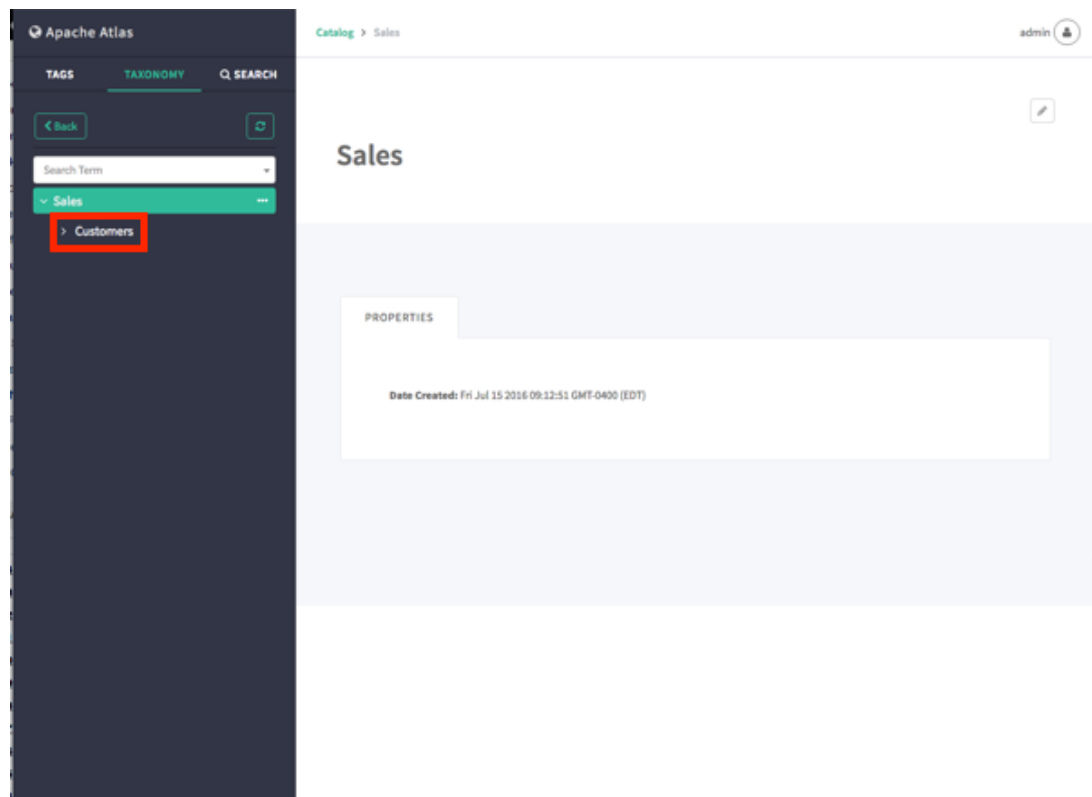 Apache Atlas
Catalog > Sales
admin
TAGS TAXONOMY SEARCH
Back
Search Term
Sales
Sales
Customers
PROPERTIES
Date Created: Fri Jul 15 2016 09:12:51 GMT-0400 (EDT)